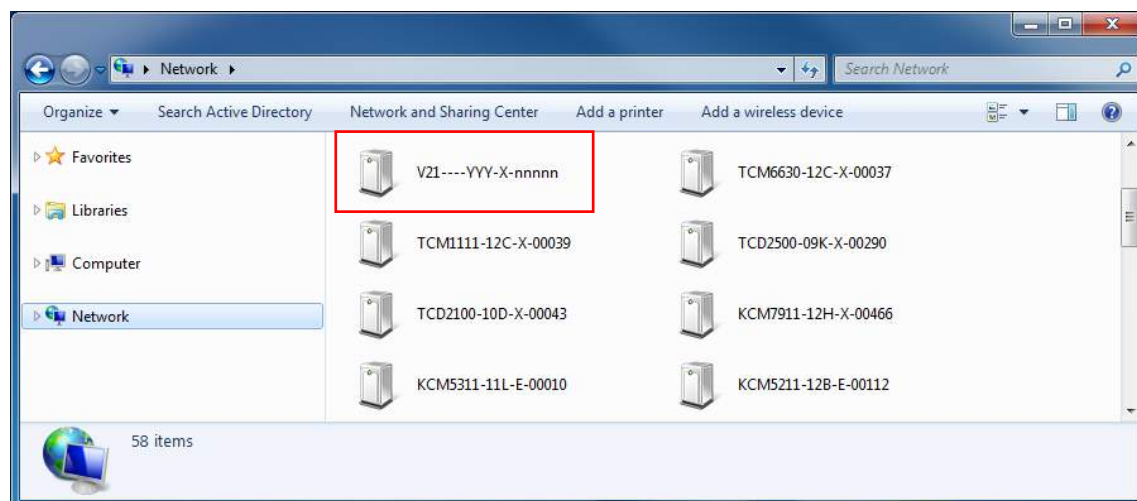 Network
Search Network
Organize Search Active Directory Network and Sharing Center Add a printer Add a wireless device
Favorites
Libraries
Computer
Network
V21----YYY-X-nnnnn TCM6630-12C-X-00037
TCM1111-12C-X-00039 TCD2500-09K-X-00290
TCD2100-10D-X-00043 KCM7911-12H-X-00466
KCM5311-11L-E-00010 KCM5211-12B-E-00112
58 items